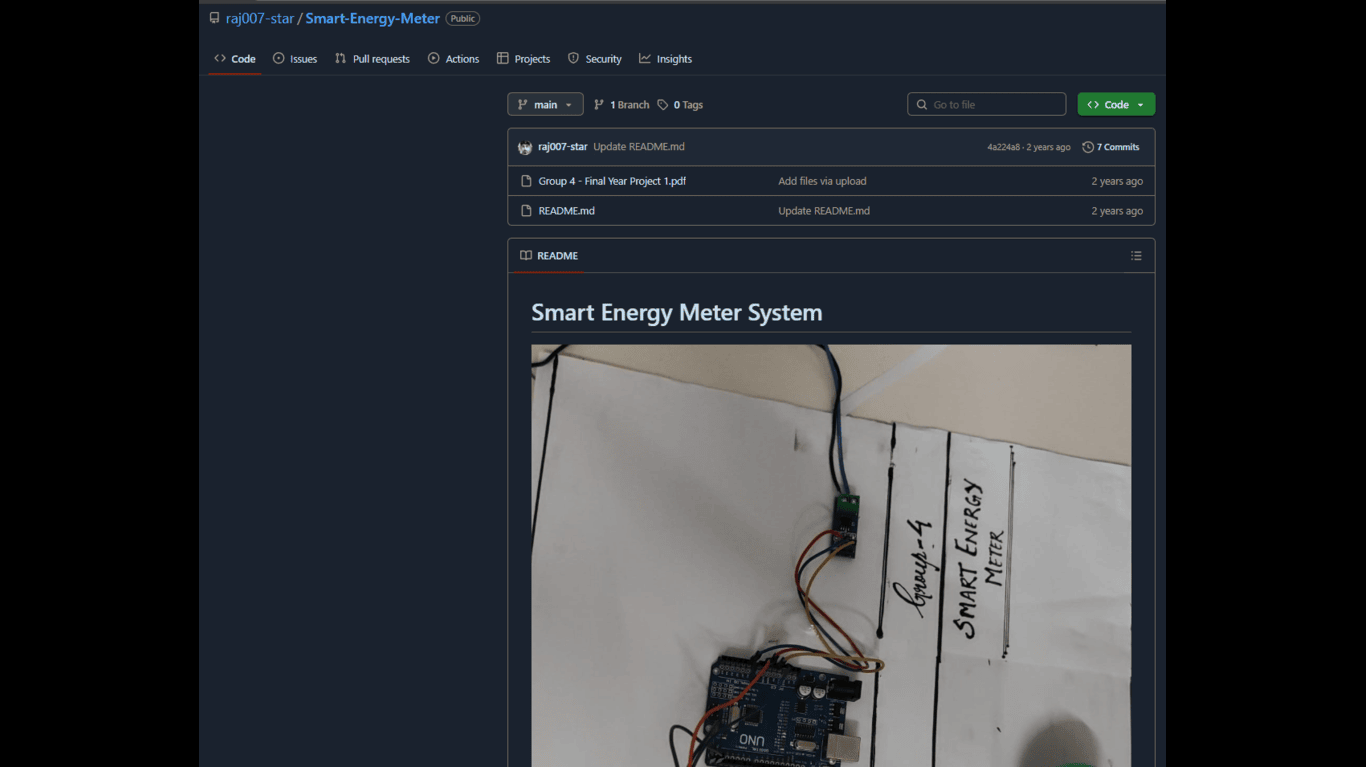 raj007-star / Smart-Energy-Meter Public
Code Issues Pull requests Actions Projects Security Insights
main 1 Branch 0 Tags Go to file Code
raj007-star Update README.md 4a224a8 · 2 years ago 7 Commits
Group 4 - Final Year Project 1.pdf Add files via upload 2 years ago
README.md Update README.md 2 years ago
README
Smart Energy Meter System
Group-4
SMART ENERGY
METER
UNO